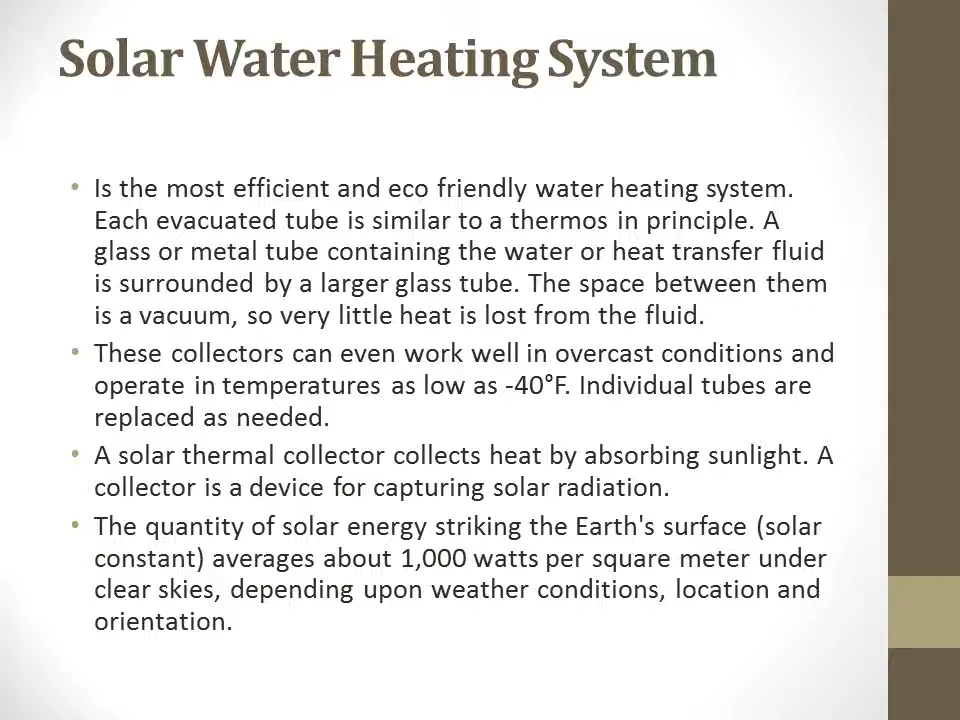 Solar Water Heating System
• Is the most efficient and eco friendly water heating system.
Each evacuated tube is similar to a thermos in principle. A
glass or metal tube containing the water or heat transfer fluid
is surrounded by a larger glass tube. The space between them
is a vacuum, so very little heat is lost from the fluid.
• These collectors can even work well in overcast conditions and
operate in temperatures as low as -40°F. Individual tubes are
replaced as needed.
• A solar thermal collector collects heat by absorbing sunlight. A
collector is a device for capturing solar radiation.
• The quantity of solar energy striking the Earth's surface (solar
constant) averages about 1,000 watts per square meter under
clear skies, depending upon weather conditions, location and
orientation.